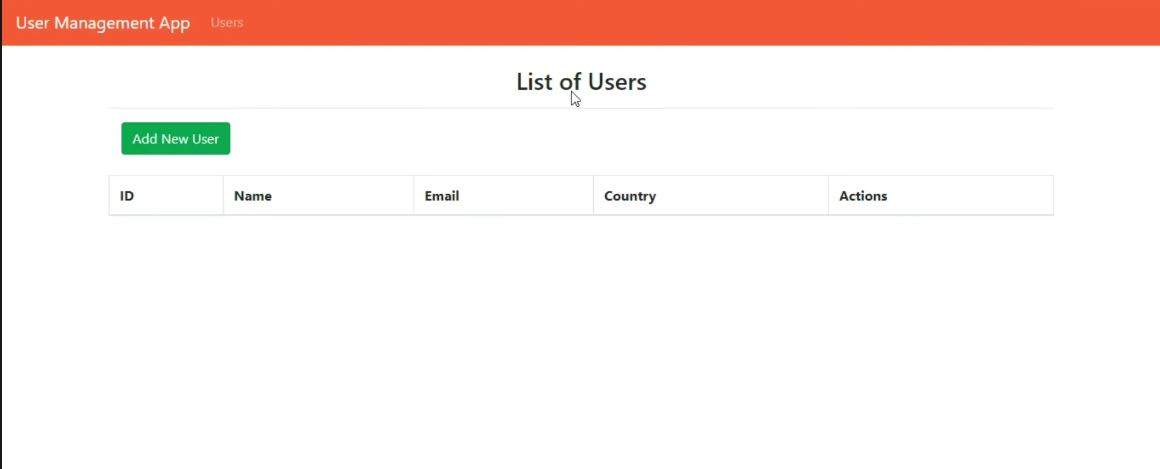 User Management App Users
List of Users
Add New User
ID Name Email Country Actions